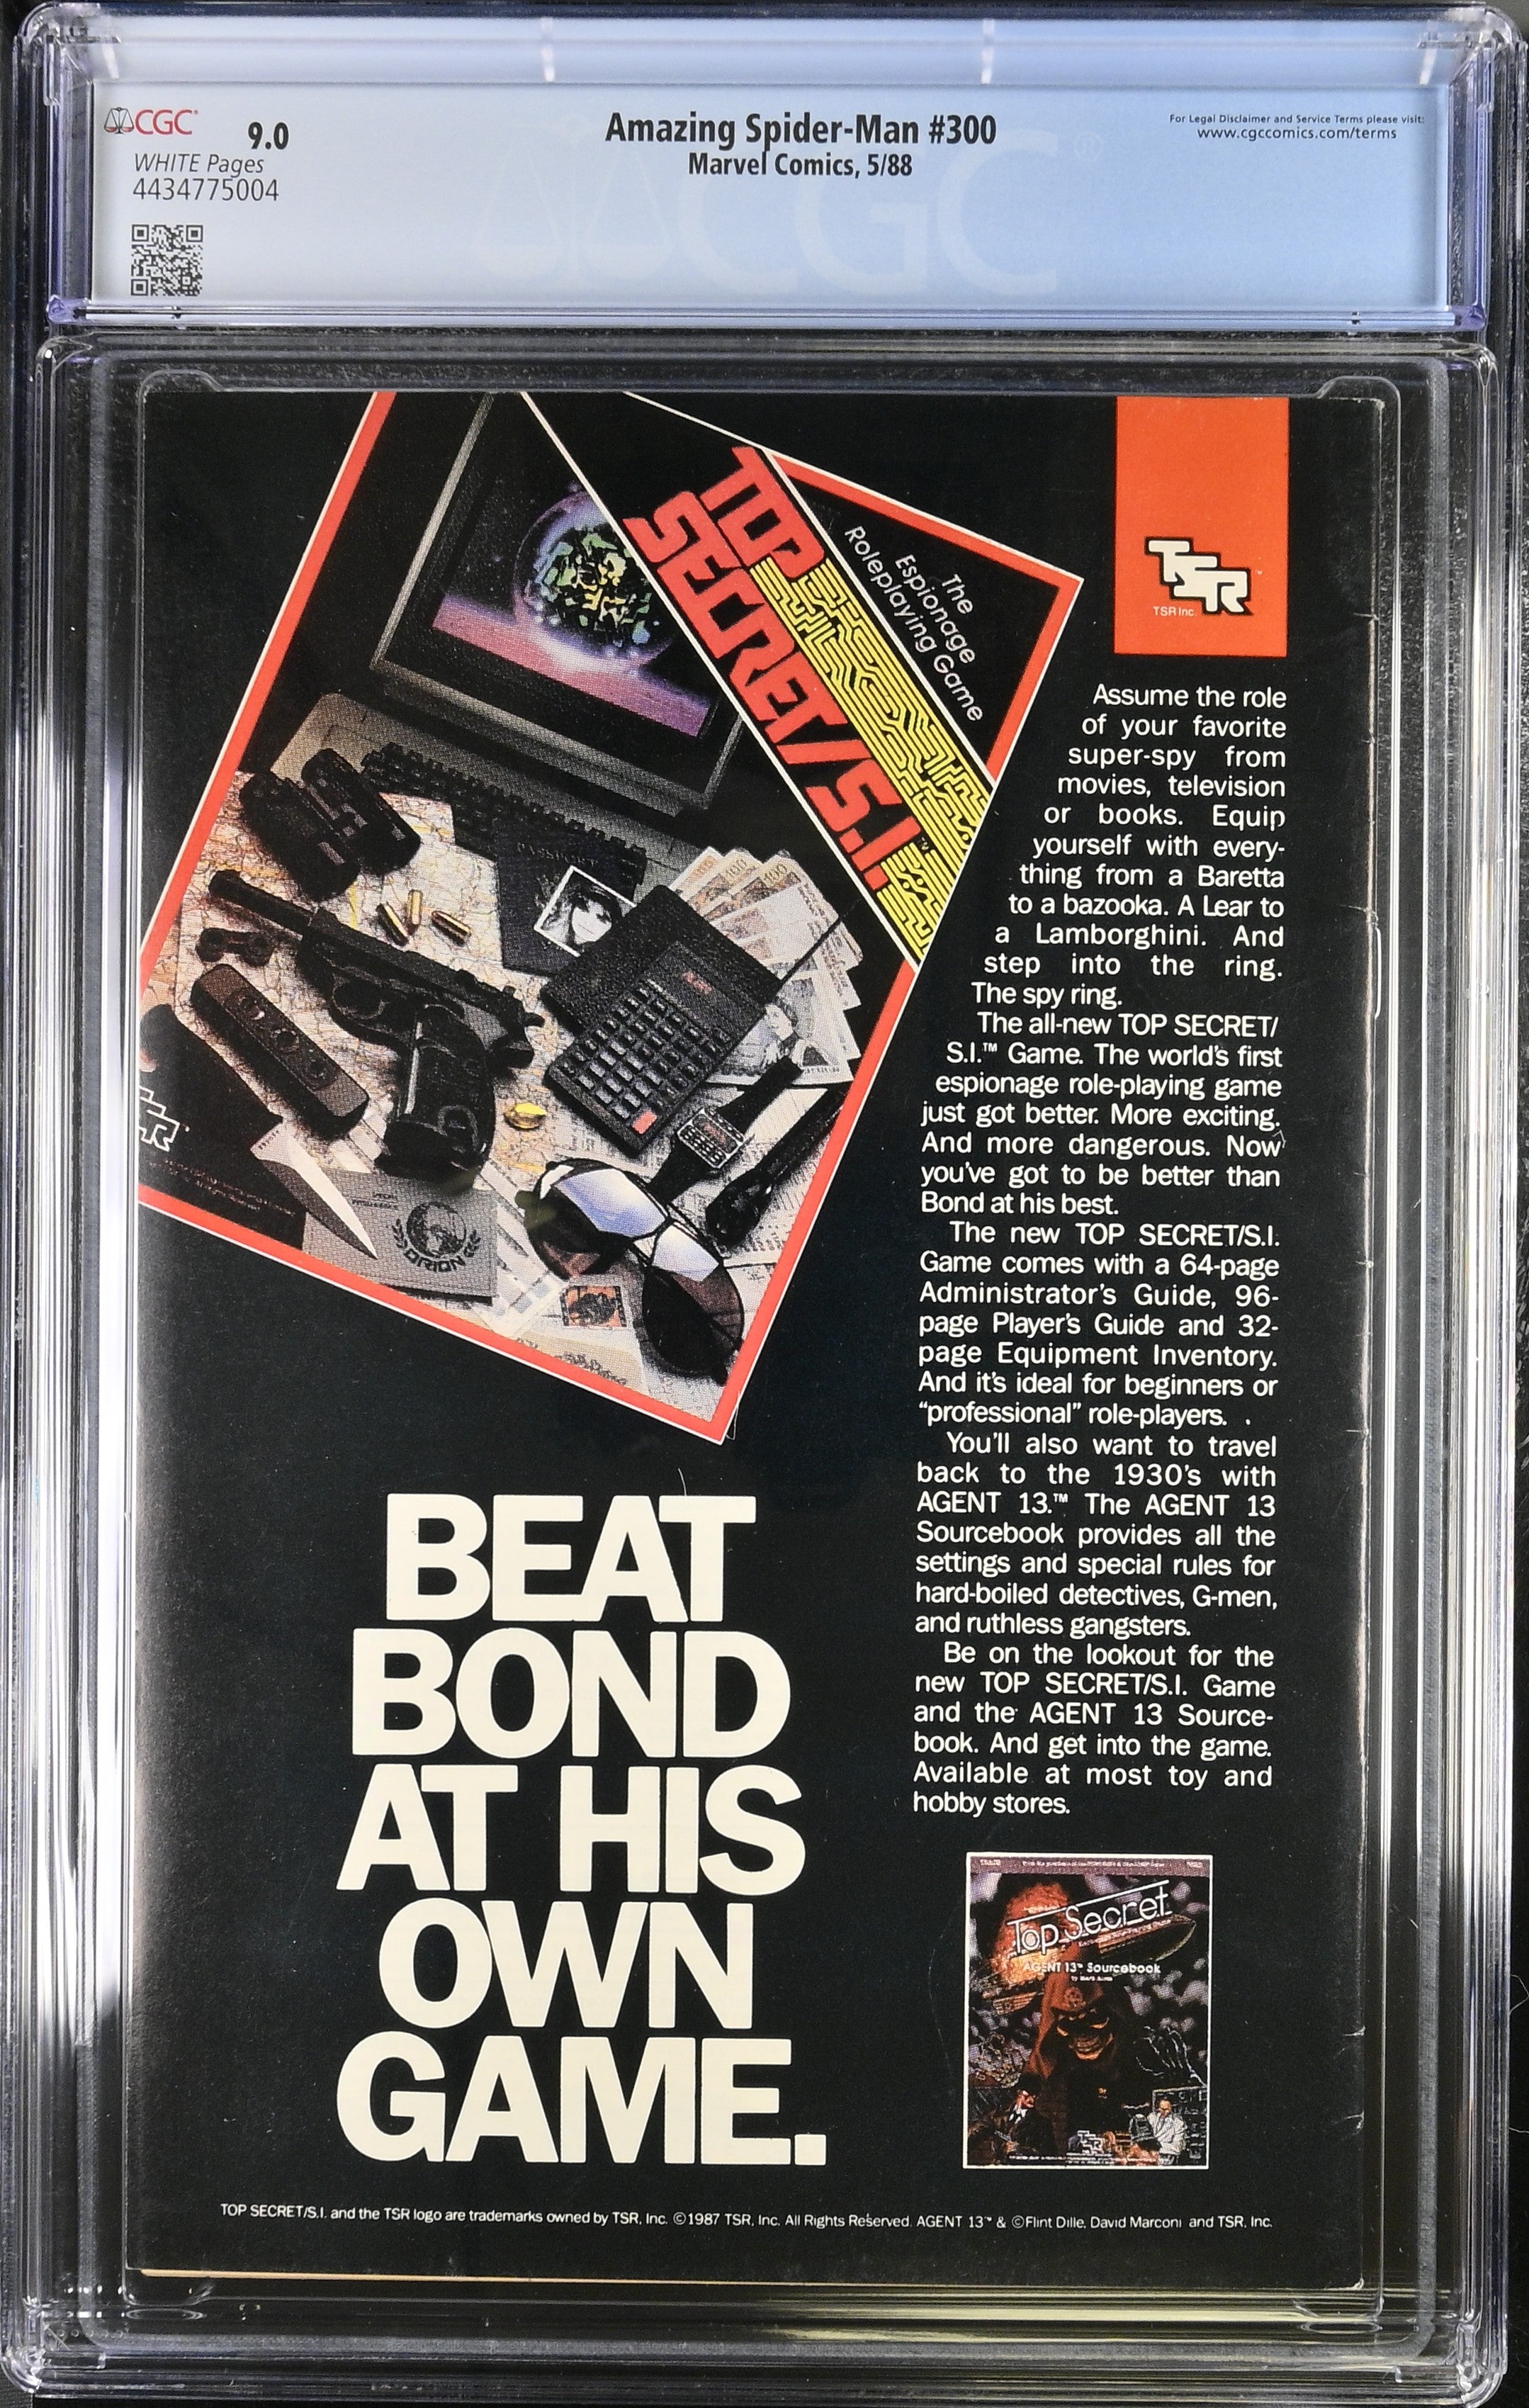 CGC
9.0
WHITE Pages
4434775004
Amazing Spider-Man #300
Marvel Comics, 5/88
For Legal Disclaimer and Service Terms please visit:
www.cgccomics.com/terms
CGC
TOP
SECRET/S.I.™
The
Espionage
Roleplaying Game
PASSPORT
ORION
TSR
TSR™
TSR Inc.
Assume the role
of your favorite
super-spy from
movies, television
or books. Equip
yourself with every-
thing from a Baretta
to a bazooka. A Lear to
a Lamborghini. And
step into the ring.
The spy ring.
The all-new TOP SECRET/
S.I.™ Game. The world's first
espionage role-playing game
just got better. More exciting.
And more dangerous. Now
you've got to be better than
Bond at his best.
The new TOP SECRET/S.I.
Game comes with a 64-page
Administrator's Guide, 96-
page Player's Guide and 32-
page Equipment Inventory.
And it's ideal for beginners or
“professional” role-players.
You'll also want to travel
back to the 1930's with
AGENT 13.™ The AGENT 13
Sourcebook provides all the
settings and special rules for
hard-boiled detectives, G-men,
and ruthless gangsters.
Be on the lookout for the
new TOP SECRET/S.I. Game
and the AGENT 13 Source-
book. And get into the game.
Available at most toy and
hobby stores.
BEAT
BOND
AT HIS
OWN
GAME.
Top Secret
AGENT 13™ Sourcebook
TOP SECRET/S.I. and the TSR logo are trademarks owned by TSR, Inc. ©1987 TSR, Inc. All Rights Reserved. AGENT 13™ & ©Flint Dille, David Marconi and TSR, Inc.